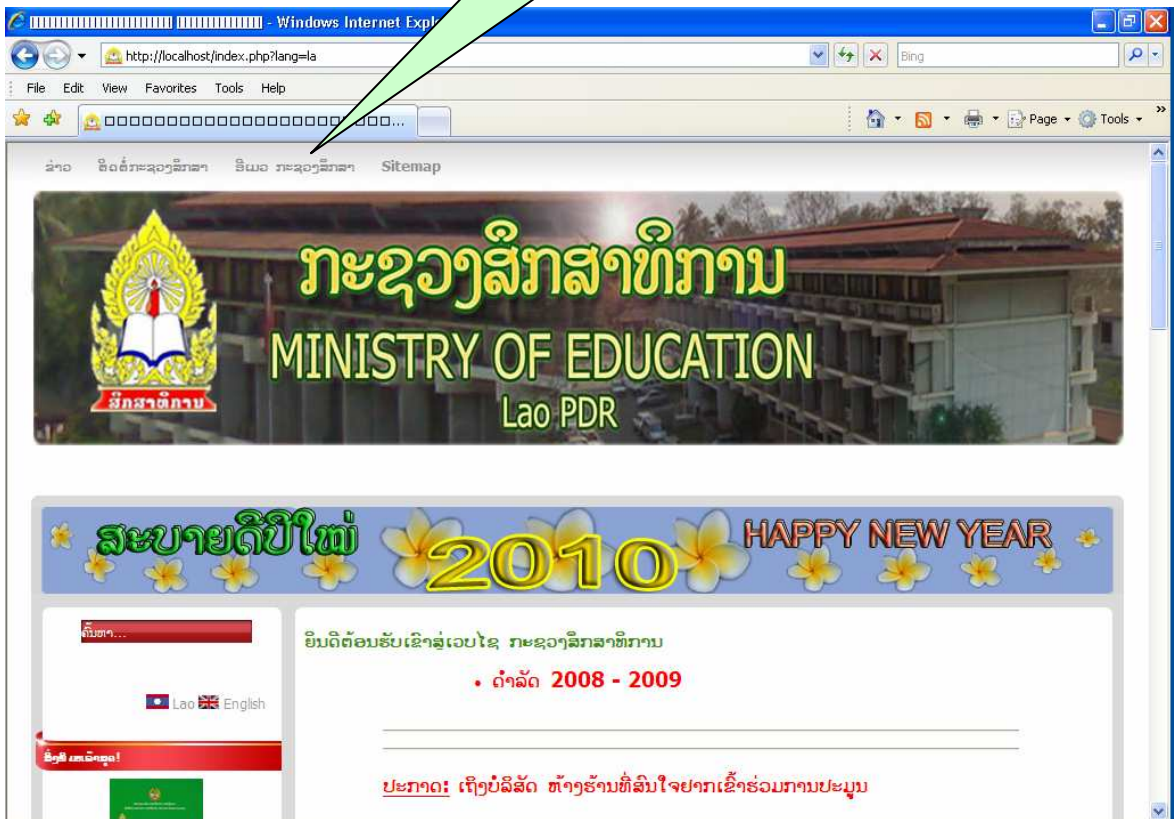 - Windows Internet Expl
http://localhost/index.php?lang=la
Bing
File Edit View Favorites Tools Help
Page Tools
ຂ່າວ ຕິດຕໍ່ກະຊວງສຶກສາ ອີເມວ ກະຊວງສຶກສາ Sitemap
ກະຊວງສຶກສາທິການ
MINISTRY OF EDUCATION
Lao PDR
ສຶກສາທິການ
ສະບາຍດີປີໃໝ່ 2010 HAPPY NEW YEAR
ຄົ້ນຫາ...
Lao English
ຍິນດີຕ້ອນຮັບເຂົ້າສູ່ເວບໄຊ ກະຊວງສຶກສາທິການ
• ດຳລັດ 2008 - 2009
ປະກາດ: ເຖິງບໍລິສັດ ຫ້າງຮ້ານທີ່ສົນໃຈຢາກເຂົ້າຮ່ວມການປະມູນ